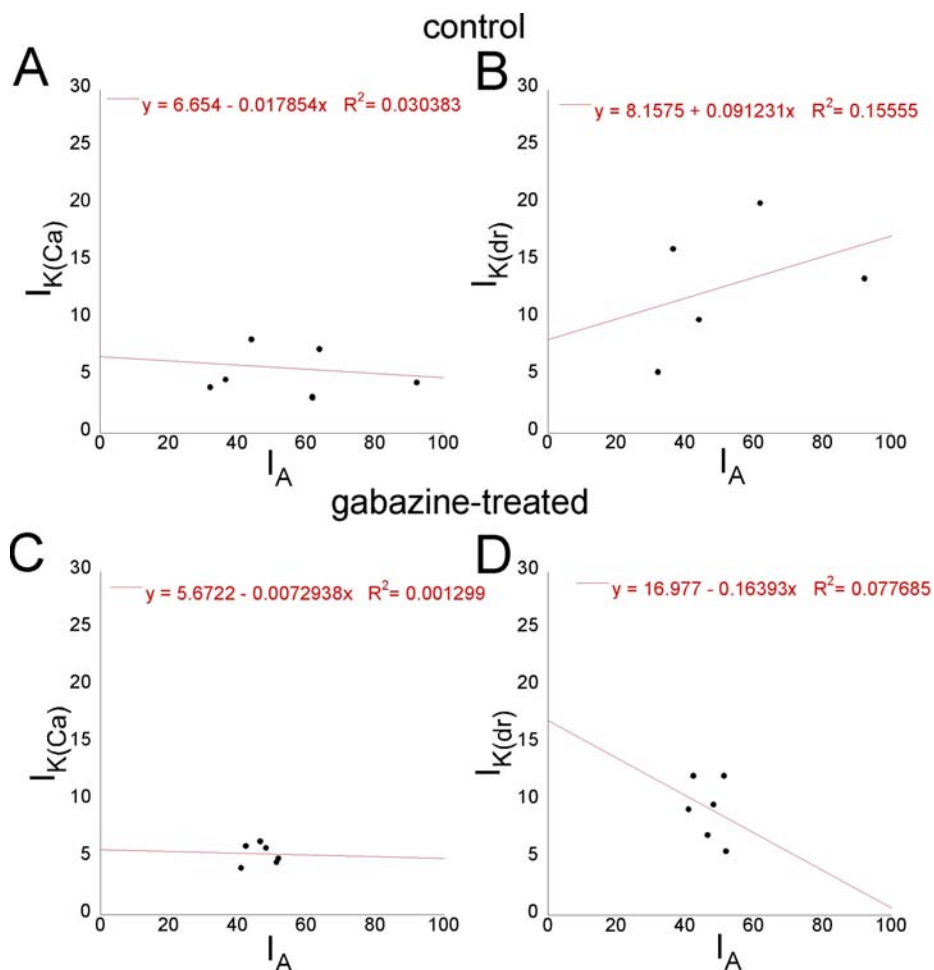 control
A
B
y = 6.654 - 0.017854x R²= 0.030383
y = 8.1575 + 0.091231x R²= 0.15555
I_K(Ca)
30
25
20
15
10
5
0
0 20 40 60 80 100
I_A
I_K(dr)
30
25
20
15
10
5
0
0 20 40 60 80 100
I_A
gabazine-treated
C
D
y = 5.6722 - 0.0072938x R²= 0.001299
y = 16.977 - 0.16393x R²= 0.077685
I_K(Ca)
30
25
20
15
10
5
0
0 20 40 60 80 100
I_A
I_K(dr)
30
25
20
15
10
5
0
0 20 40 60 80 100
I_A